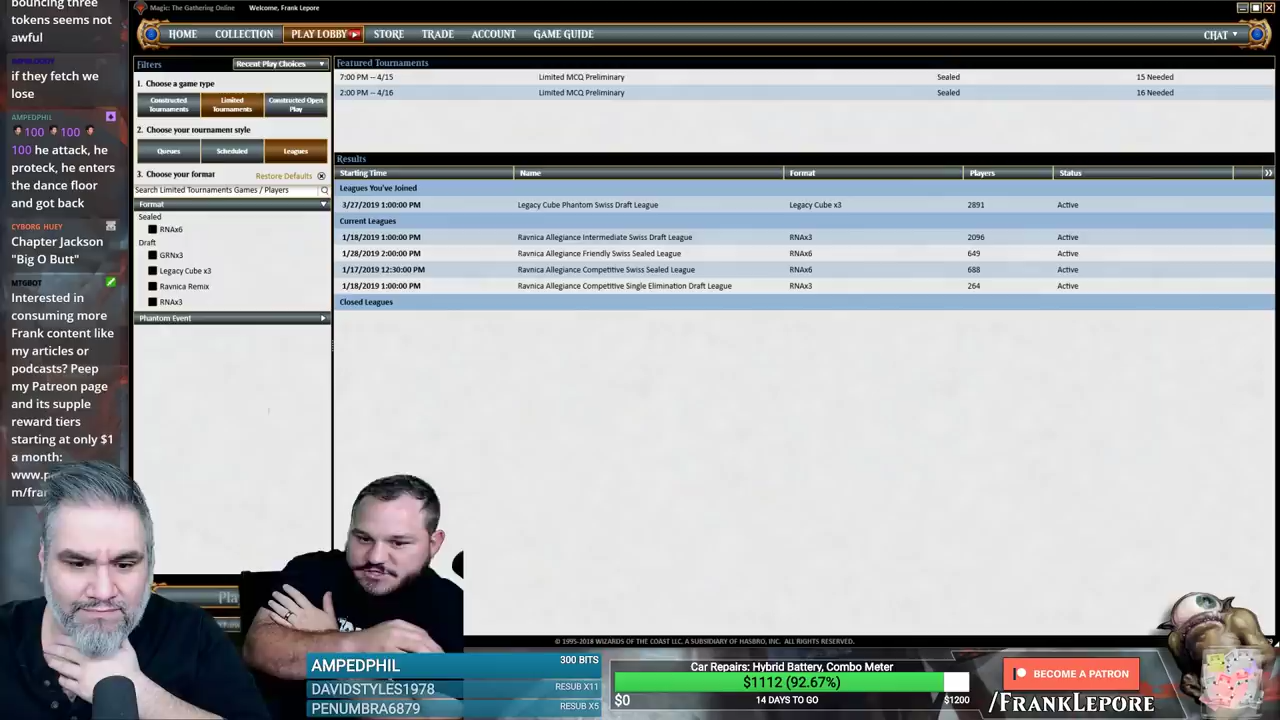 bouncing three
tokens seems not
awful
if they fetch we
lose
AMPEDPHIL
100 100
100 he attack, he
protecc, he enters
the dance floor
and got back
CYBORG HUEY
Chapter Jackson
"Big O Butt"
MTGBOT
Interested in
consuming more
Frank content like
my articles or
podcasts? Peep
my Patreon page
and its supple
reward tiers
starting at only $1
a month:
www.p
m/fran
Magic: The Gathering Online Welcome, Frank Lepore
HOME COLLECTION PLAY LOBBY STORE TRADE ACCOUNT GAME GUIDE CHAT
Filters Recent Play Choices
1. Choose a game type
Constructed Tournaments Limited Tournaments Constructed Open Play
2. Choose your tournament style
Queues Scheduled Leagues
3. Choose your format Restore Defaults
Search Limited Tournaments Games / Players
Format
Sealed
RNAx6
Draft
GRNx3
Legacy Cube x3
Ravnica Remix
RNAx3
Phantom Event
Pla
Featured Tournaments
7:00 PM -- 4/15 Limited MCQ Preliminary Sealed 15 Needed
2:00 PM -- 4/16 Limited MCQ Preliminary Sealed 16 Needed
Results
Starting Time Name Format Players Status
Leagues You've Joined
3/27/2019 1:00:00 PM Legacy Cube Phantom Swiss Draft League Legacy Cube x3 2891 Active
Current Leagues
1/18/2019 1:00:00 PM Ravnica Allegiance Intermediate Swiss Draft League RNAx3 2096 Active
1/28/2019 2:00:00 PM Ravnica Allegiance Friendly Swiss Sealed League RNAx6 649 Active
1/17/2019 12:30:00 PM Ravnica Allegiance Competitive Swiss Sealed League RNAx6 688 Active
1/18/2019 1:00:00 PM Ravnica Allegiance Competitive Single Elimination Draft League RNAx3 264 Active
Closed Leagues
© 1995-2018 WIZARDS OF THE COAST LLC, A SUBSIDIARY OF HASBRO, INC. ALL RIGHTS RESERVED.
AMPEDPHIL 300 BITS
DAVIDSTYLES1978 RESUB X11
PENUMBRA6879 RESUB X5
Car Repairs: Hybrid Battery, Combo Meter
$1112 (92.67%)
$0 14 DAYS TO GO $1200
BECOME A PATRON
/FRANKLEPORE